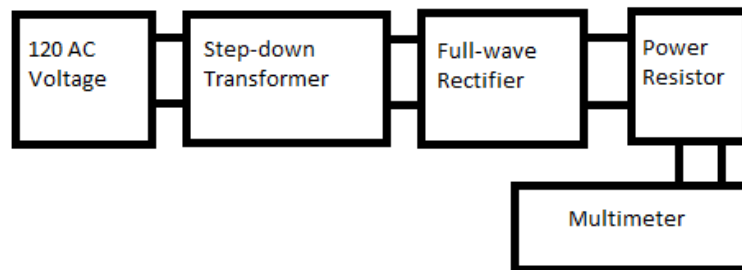 120 AC
Voltage
Step-down
Transformer
Full-wave
Rectifier
Power
Resistor
Multimeter